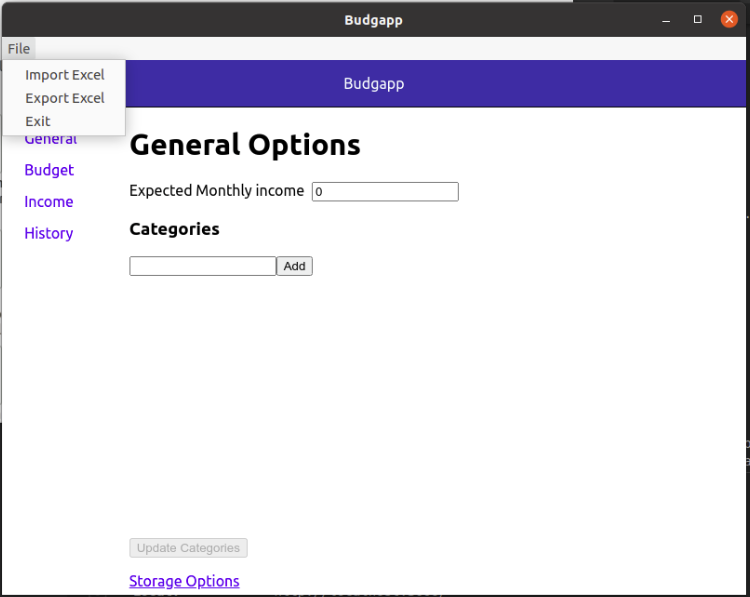 Budgapp
File
Import Excel
Export Excel
Exit
Budgapp
General
Budget
Income
History
General Options
Expected Monthly income 0
Categories
Add
Update Categories
Storage Options